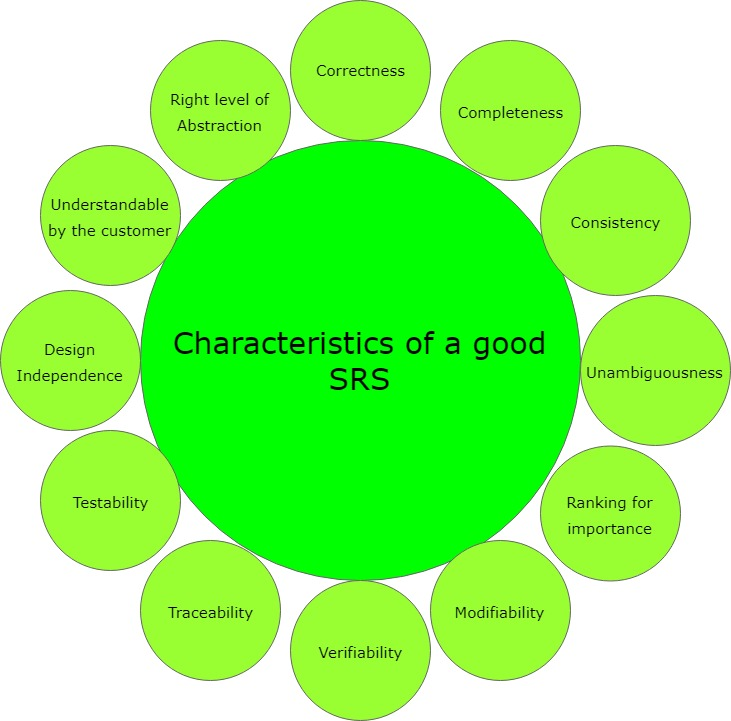 Correctness
Completeness
Consistency
Unambiguousness
Ranking for
importance
Modifiability
Verifiability
Traceability
Testability
Design
Independence
Understandable
by the customer
Right level of
Abstraction
Characteristics of a good
SRS